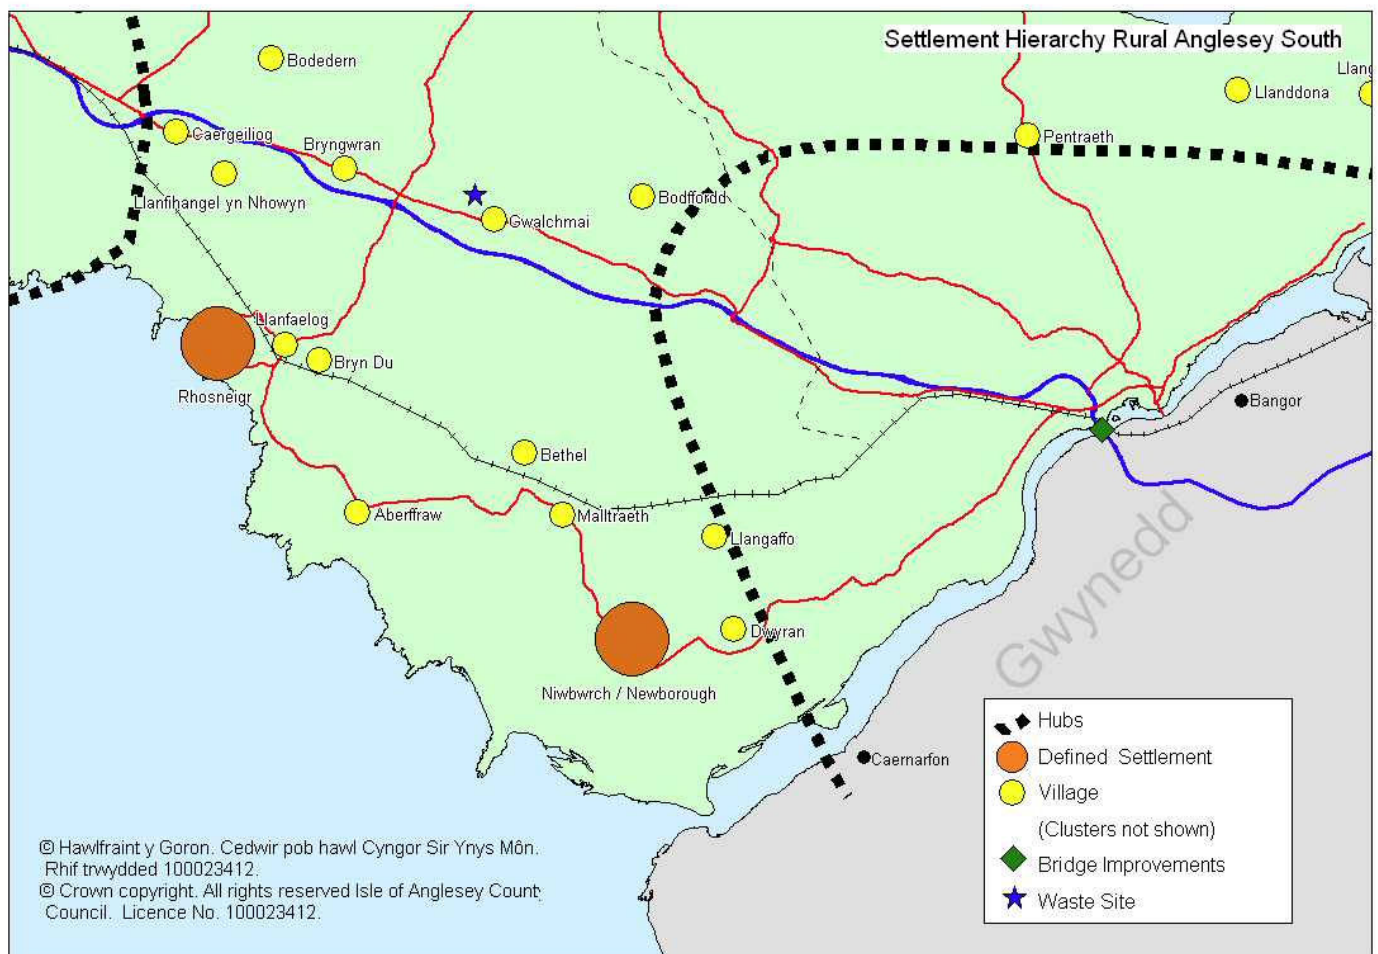 Settlement Hierarchy Rural Anglesey South
Bodedern
Llanddona
Caergeiliog
Bryngwran
Pentraeth
Llanfihangel yn Nhowyn
Bodffordd
Gwalchmai
Llanfaelog
Bryn Du
Rhosneigr
Bangor
Bethel
Aberffraw
Malltraeth
Llangaffo
Gwynedd
Dwyran
Niwbwrch / Newborough
Caernarfon
Hubs
Defined Settlement
Village
(Clusters not shown)
Bridge Improvements
Waste Site
© Hawlfraint y Goron. Cedwir pob hawl Cyngor Sir Ynys Môn.
Rhif trwydded 100023412.
© Crown copyright. All rights reserved Isle of Anglesey County
Council. Licence No. 100023412.